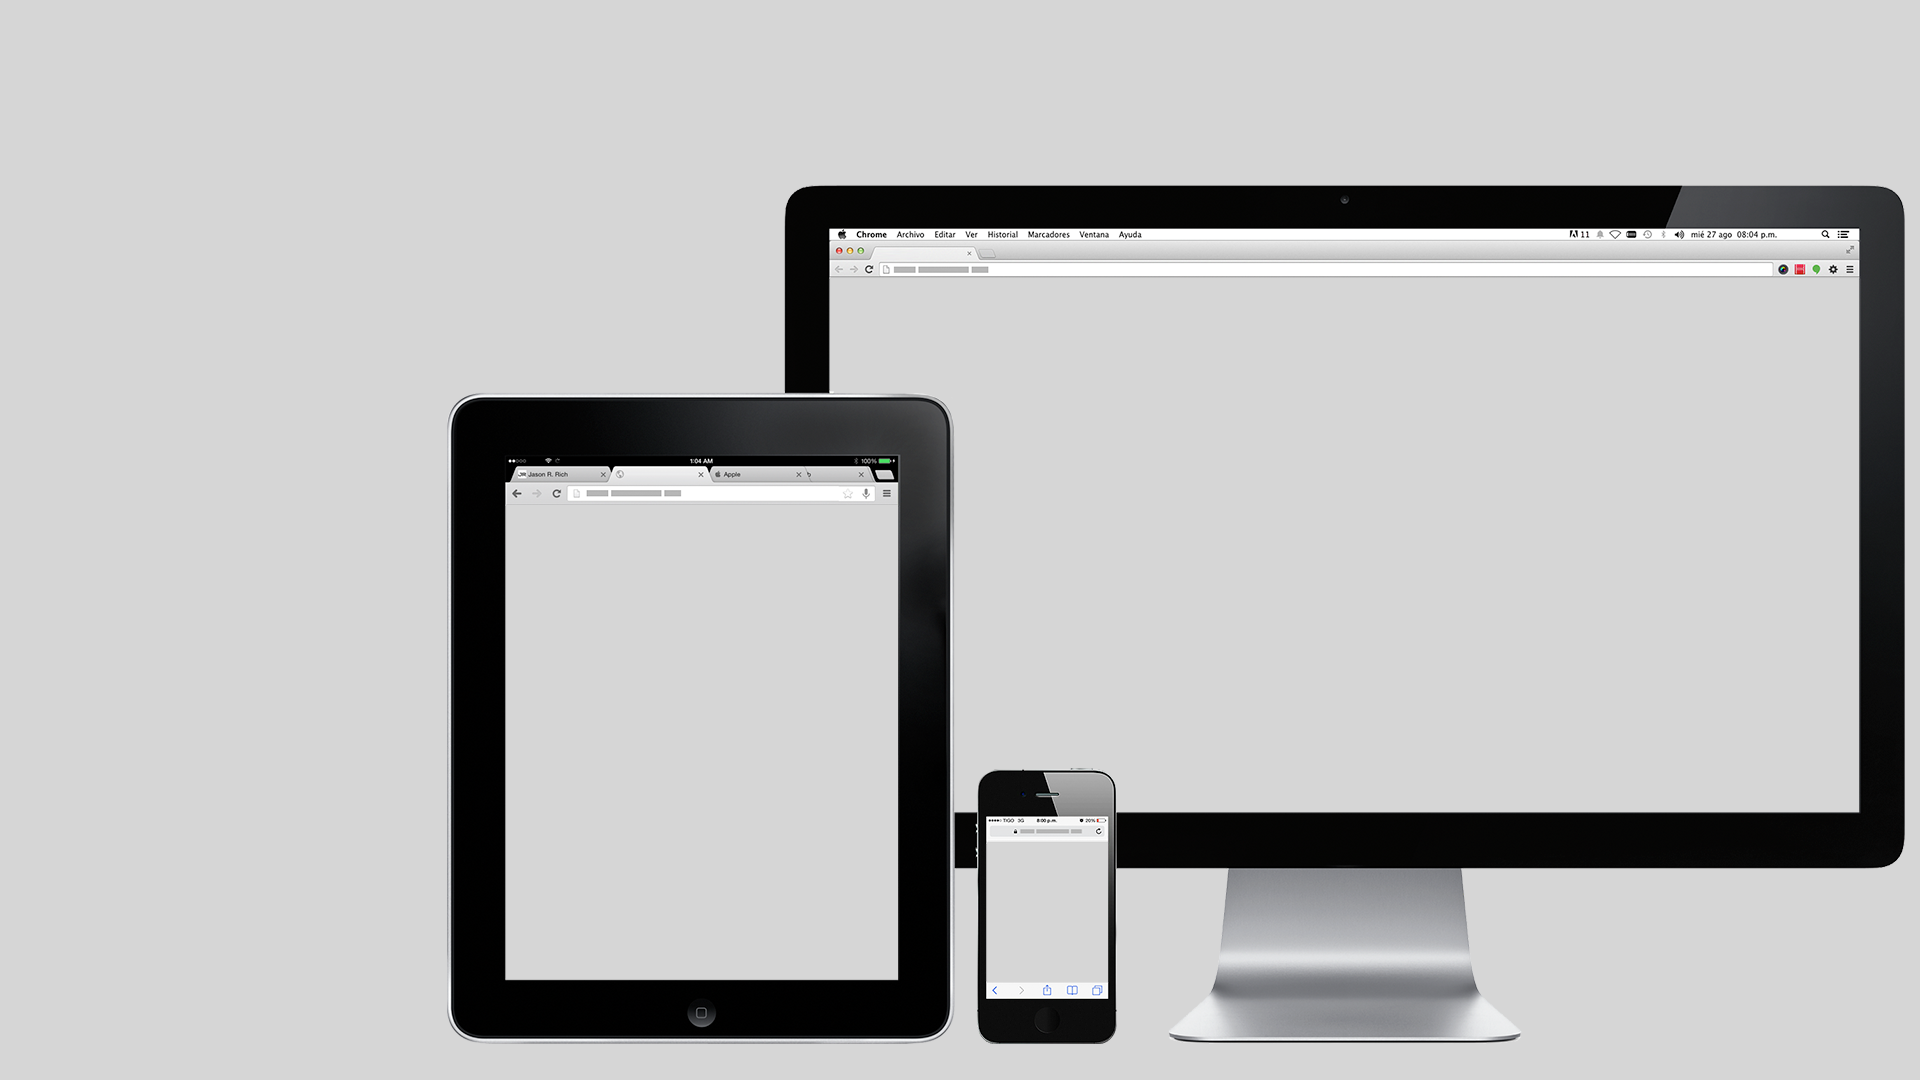 Chrome Archivo Editar Ver Historial Marcadores Ventana Ayuda 11 mié 27 ago 08:04 p.m.
1:04 AM 100%
Jason R. Rich Apple
TIGO 3G 8:00 p.m. 20%